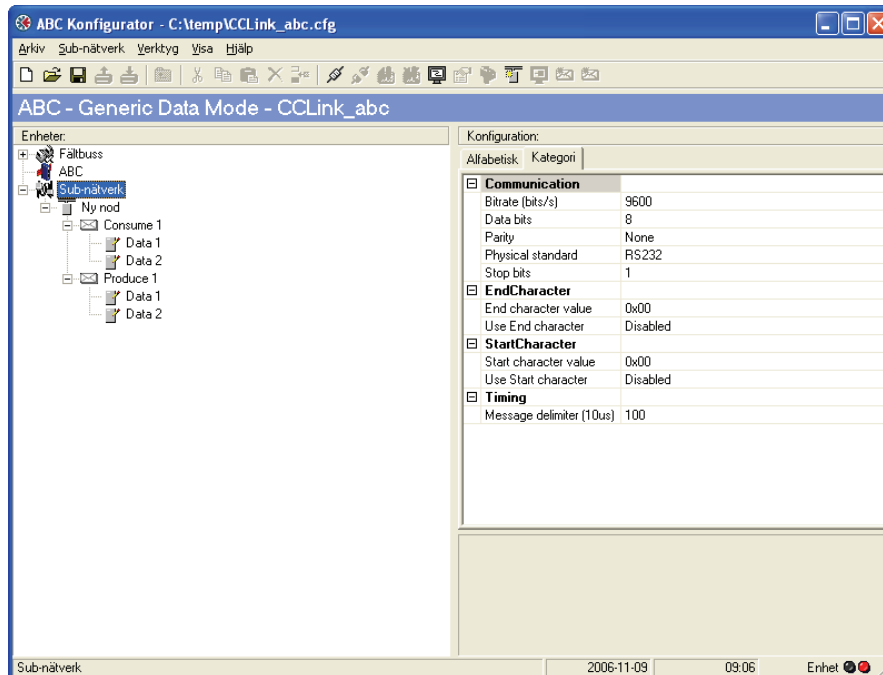 ABC Konfigurator - C:\temp\CCLink_abc.cfg
Arkiv Sub-nätverk Verktyg Visa Hjälp
ABC - Generic Data Mode - CCLink_abc
Enheter:
Fältbuss
ABC
Sub-nätverk
Ny nod
Consume 1
Data 1
Data 2
Produce 1
Data 1
Data 2
Konfiguration:
Alfabetisk Kategori
Communication
Bitrate (bits/s) 9600
Data bits 8
Parity None
Physical standard RS232
Stop bits 1
EndCharacter
End character value 0x00
Use End character Disabled
StartCharacter
Start character value 0x00
Use Start character Disabled
Timing
Message delimiter (10us) 100
Sub-nätverk 2006-11-09 09:06 Enhet